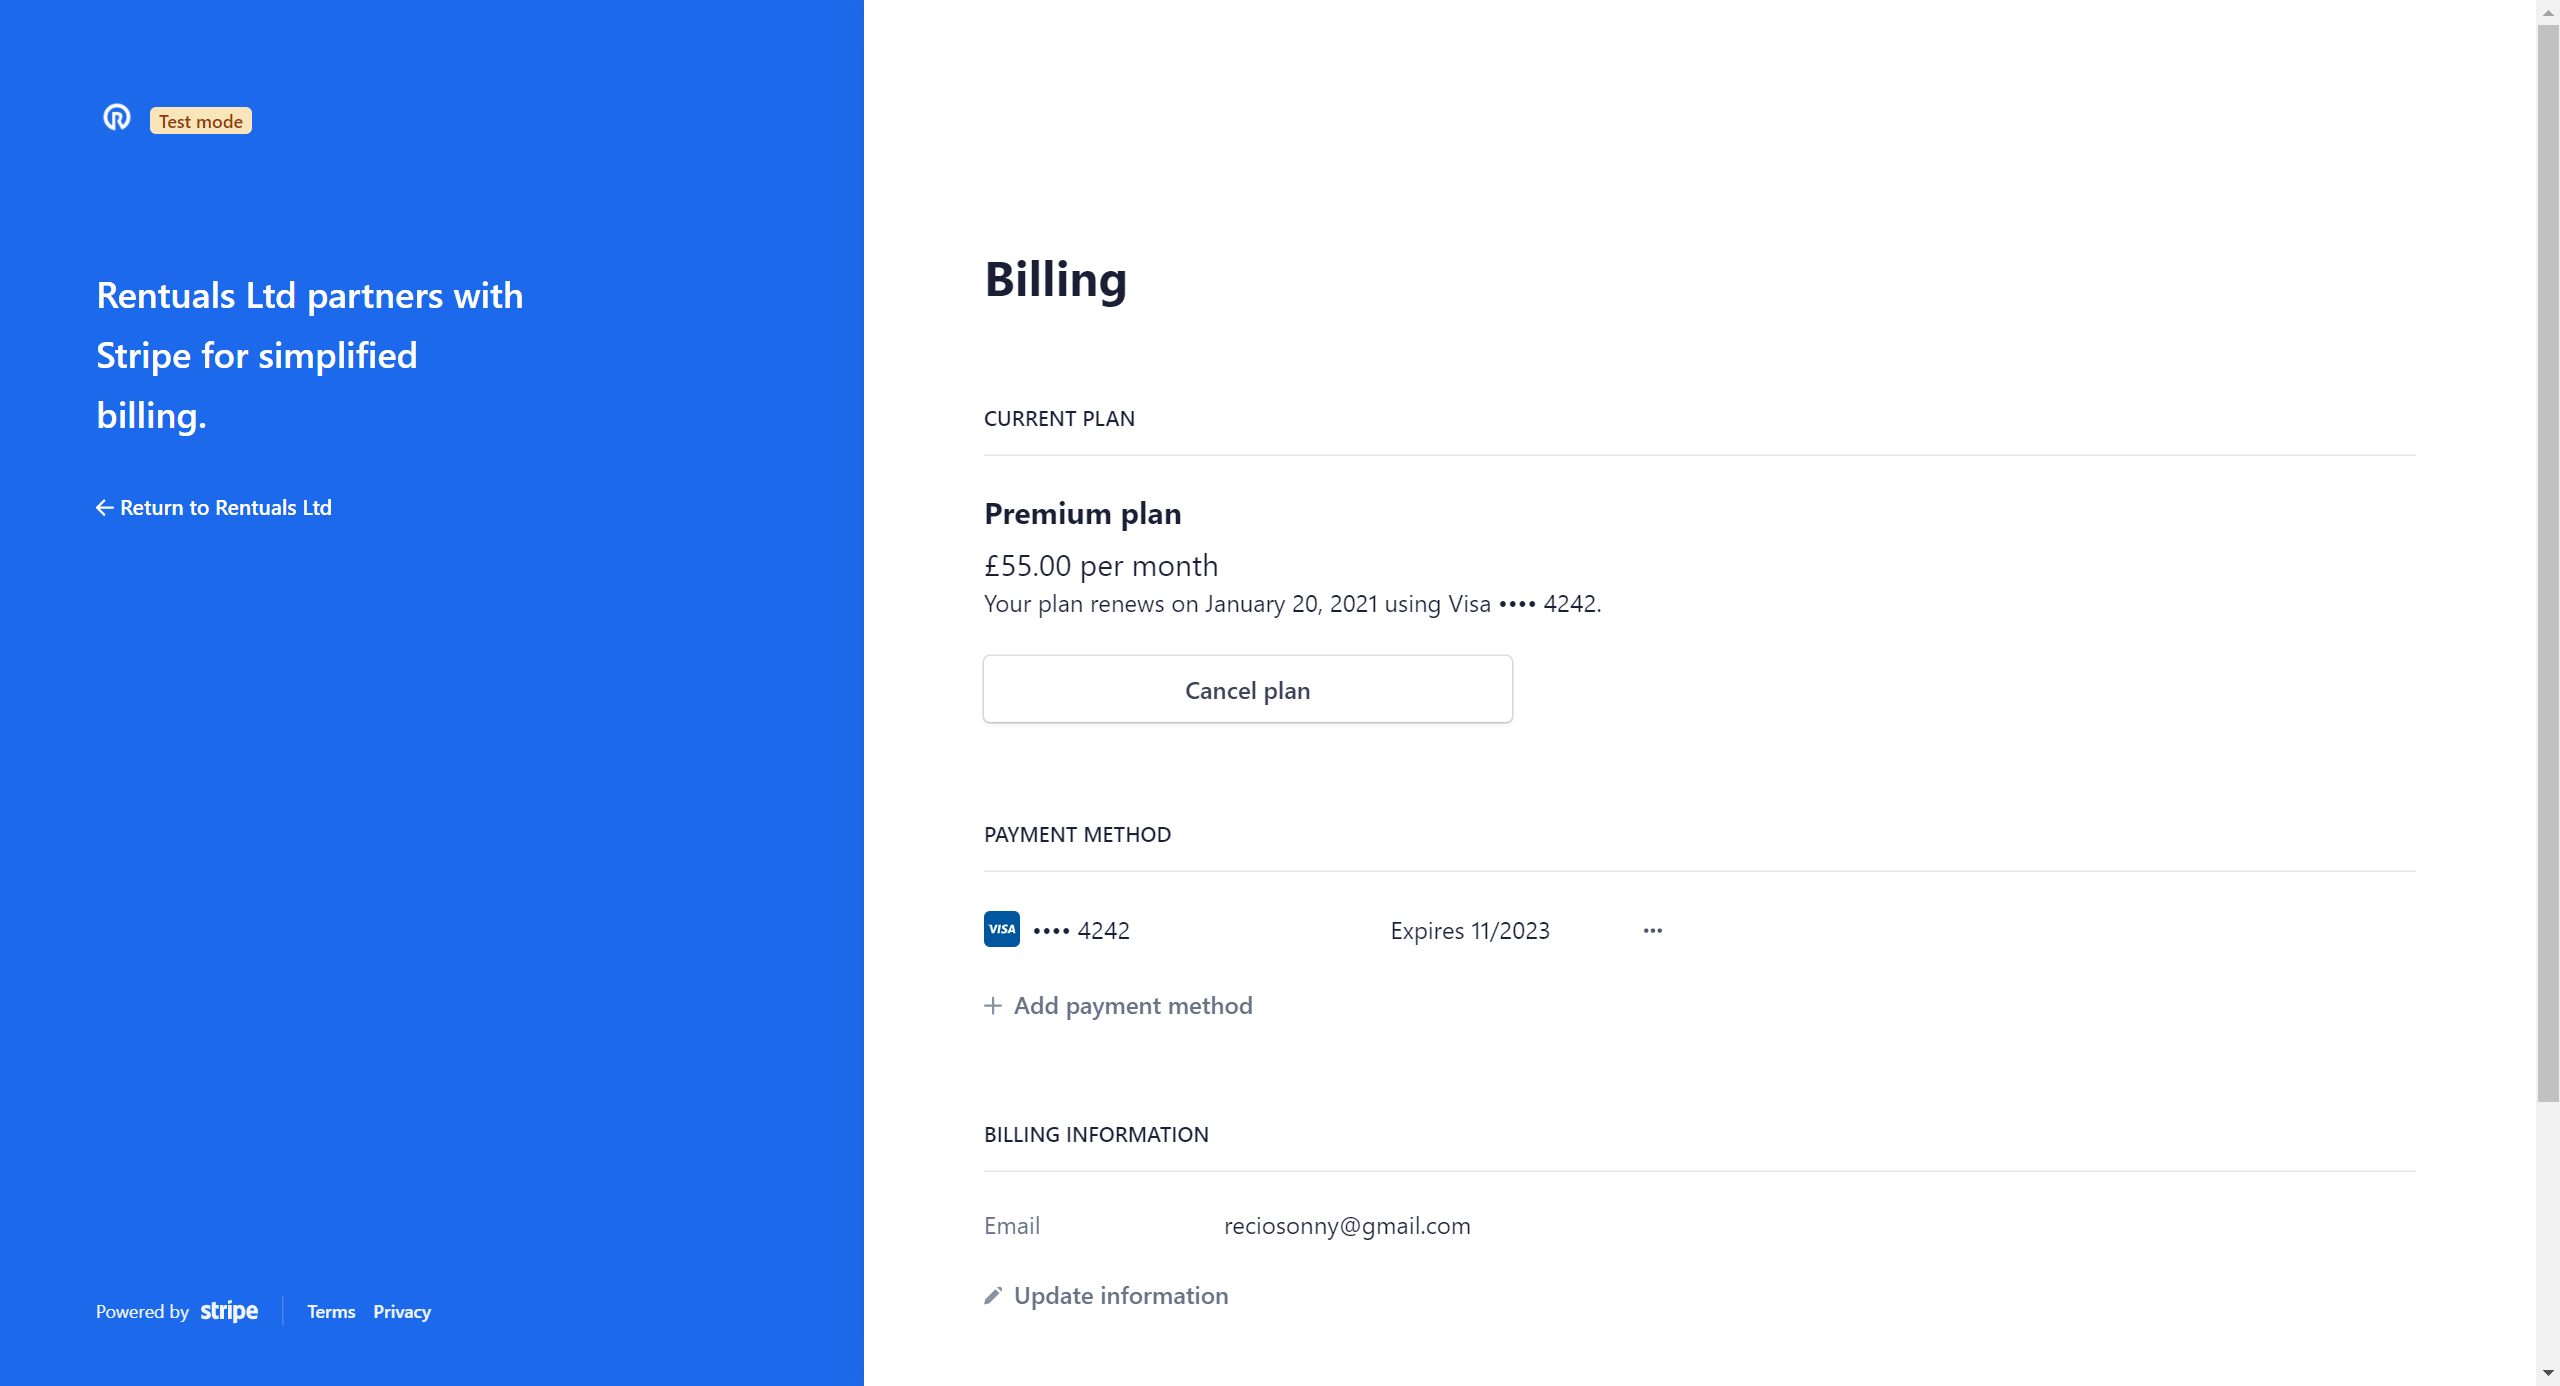 Test mode
Rentuals Ltd partners with
Stripe for simplified
billing.
← Return to Rentuals Ltd
Powered by stripe
Terms Privacy
Billing
CURRENT PLAN
Premium plan
£55.00 per month
Your plan renews on January 20, 2021 using Visa •••• 4242.
Cancel plan
PAYMENT METHOD
VISA •••• 4242 Expires 11/2023 •••
+ Add payment method
BILLING INFORMATION
Email reciosonny@gmail.com
Update information